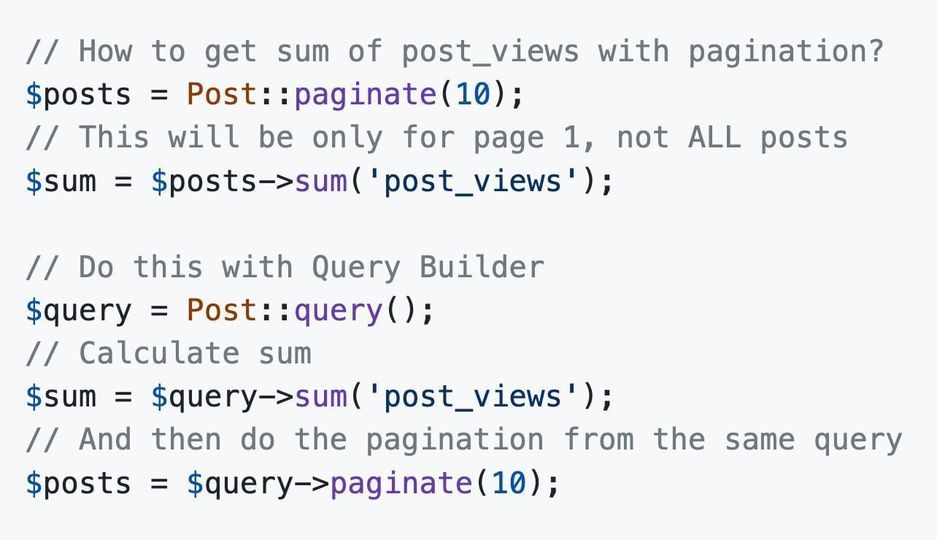 // How to get sum of post_views with pagination?
$posts = Post::paginate(10);
// This will be only for page 1, not ALL posts
$sum = $posts->sum('post_views');

// Do this with Query Builder
$query = Post::query();
// Calculate sum
$sum = $query->sum('post_views');
// And then do the pagination from the same query
$posts = $query->paginate(10);